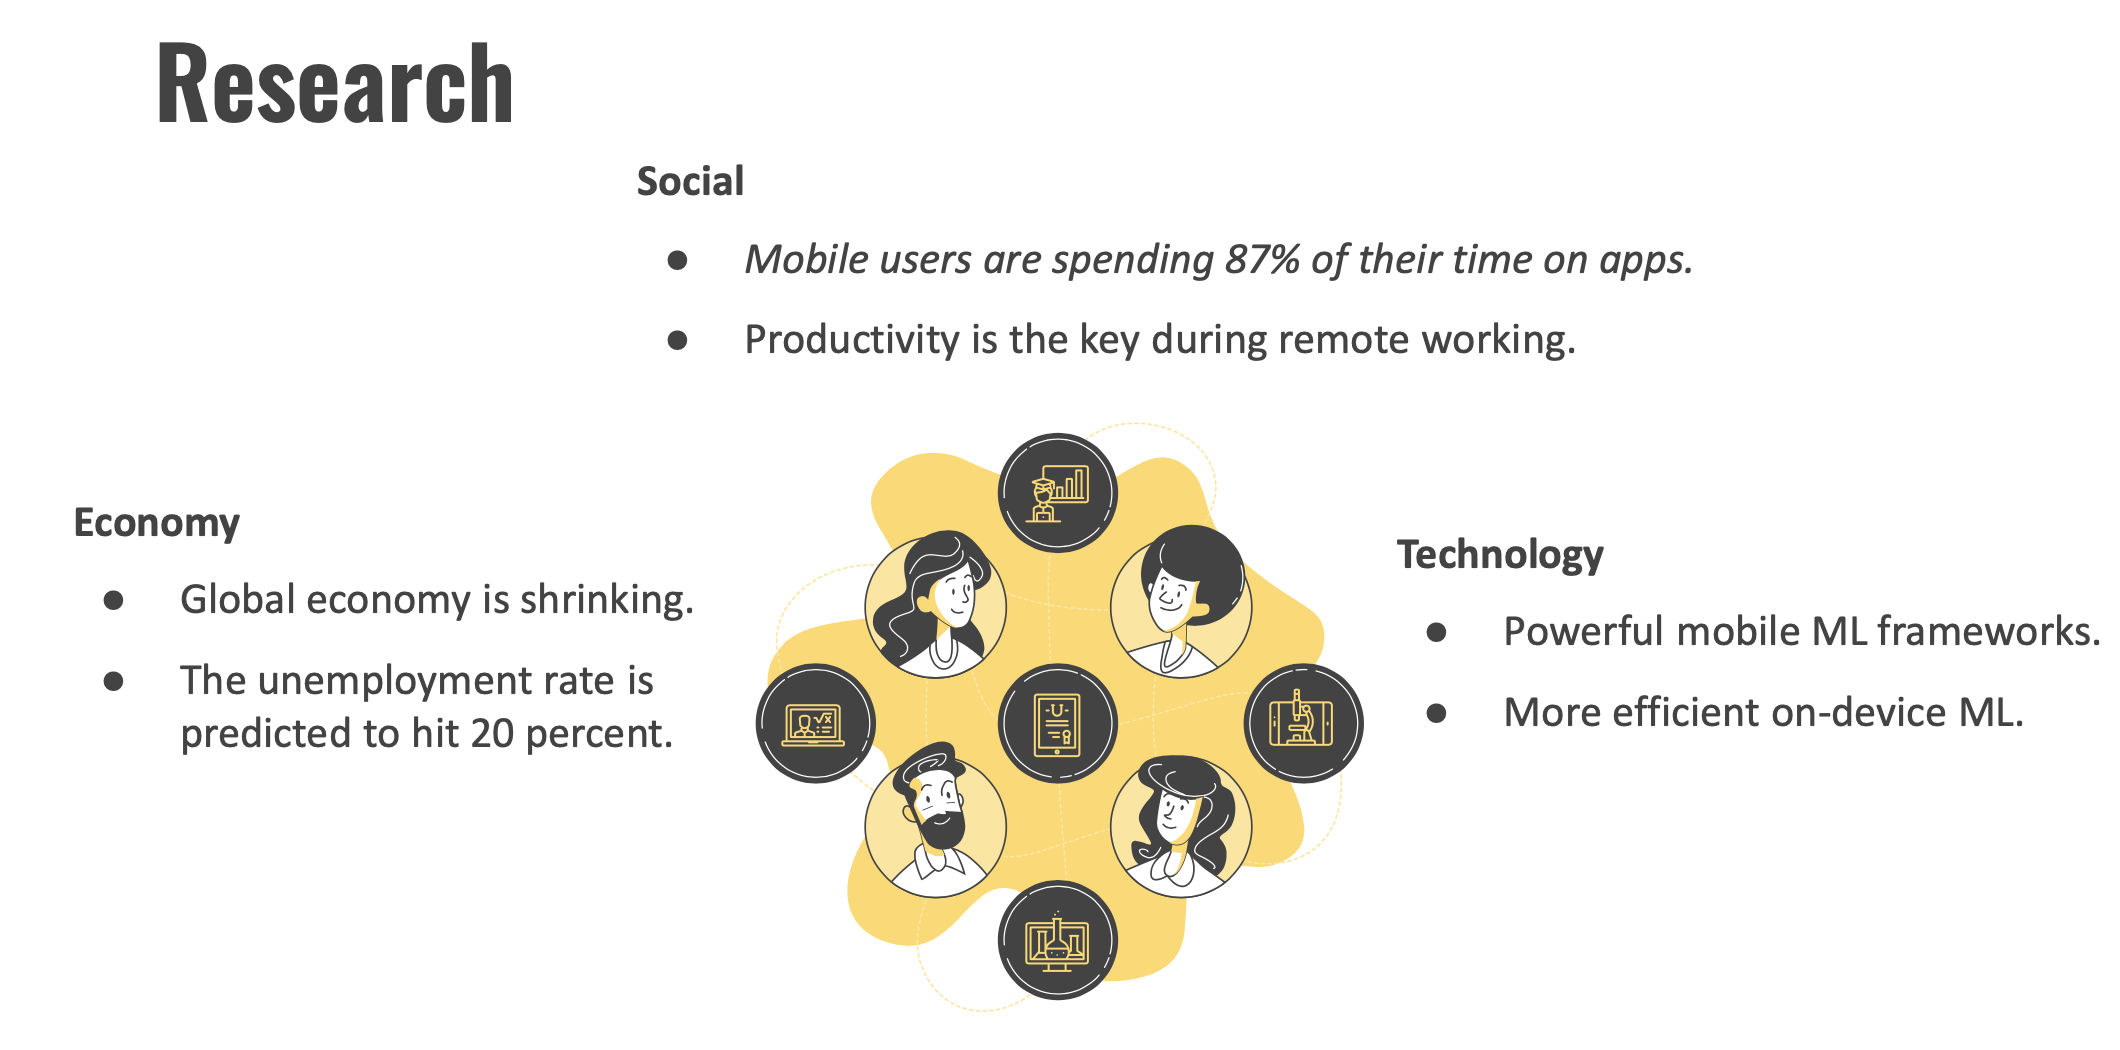 Research
Social
● Mobile users are spending 87% of their time on apps.
● Productivity is the key during remote working.
Economy
● Global economy is shrinking.
● The unemployment rate is
predicted to hit 20 percent.
Technology
● Powerful mobile ML frameworks.
● More efficient on-device ML.